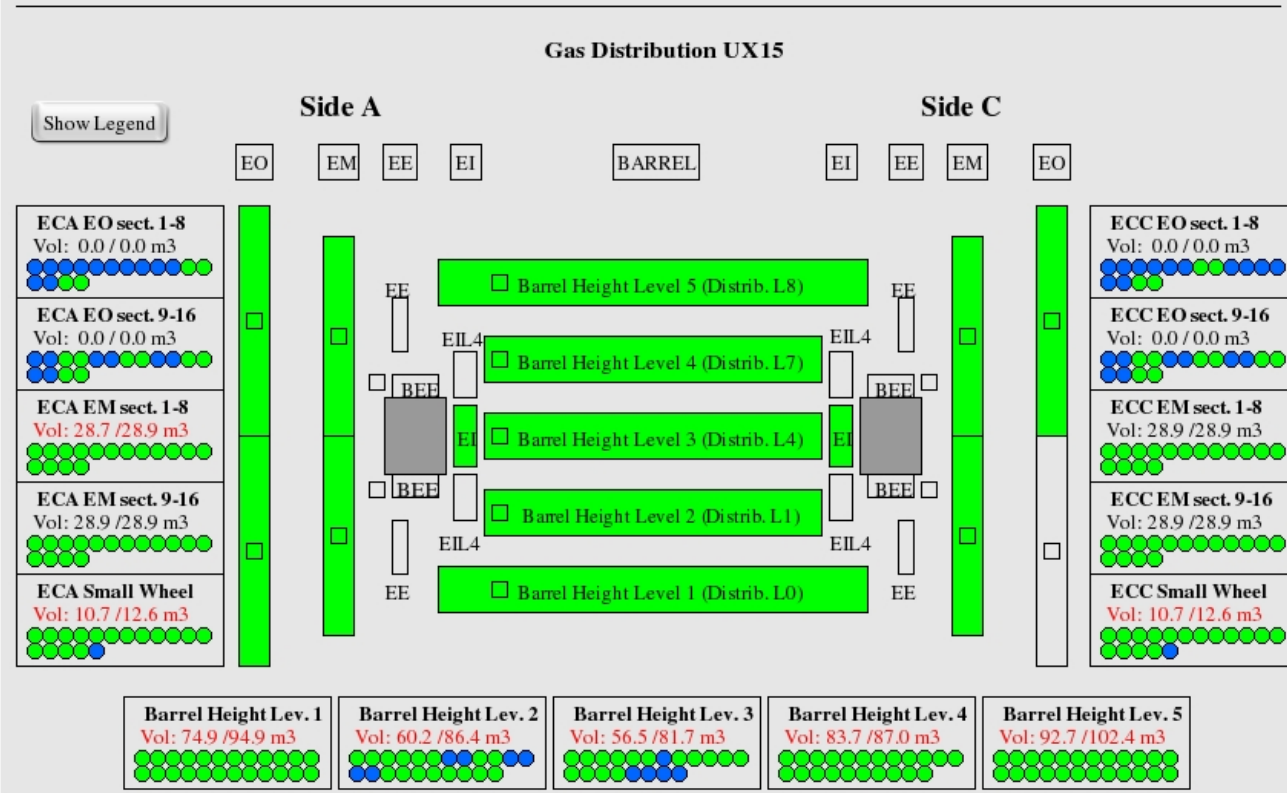 Gas Distribution UX15
Side A
Side C
Show Legend
EO
EM
EE
EI
BARREL
EI
EE
EM
EO
ECA EO sect. 1-8
Vol: 0.0 / 0.0 m3
ECA EO sect. 9-16
Vol: 0.0 / 0.0 m3
ECA EM sect. 1-8
Vol: 28.7 /28.9 m3
ECA EM sect. 9-16
Vol: 28.9 /28.9 m3
ECA Small Wheel
Vol: 10.7 /12.6 m3
EE
EIL4
BEE
EI
BEE
EIL4
EE
Barrel Height Level 5 (Distrib. L8)
Barrel Height Level 4 (Distrib. L7)
Barrel Height Level 3 (Distrib. L4)
Barrel Height Level 2 (Distrib. L1)
Barrel Height Level 1 (Distrib. L0)
EE
EIL4
BEE
EI
BEE
EIL4
EE
ECC EO sect. 1-8
Vol: 0.0 / 0.0 m3
ECC EO sect. 9-16
Vol: 0.0 / 0.0 m3
ECC EM sect. 1-8
Vol: 28.9 /28.9 m3
ECC EM sect. 9-16
Vol: 28.9 /28.9 m3
ECC Small Wheel
Vol: 10.7 /12.6 m3
Barrel Height Lev. 1
Vol: 74.9 /94.9 m3
Barrel Height Lev. 2
Vol: 60.2 /86.4 m3
Barrel Height Lev. 3
Vol: 56.5 /81.7 m3
Barrel Height Lev. 4
Vol: 83.7 /87.0 m3
Barrel Height Lev. 5
Vol: 92.7 /102.4 m3